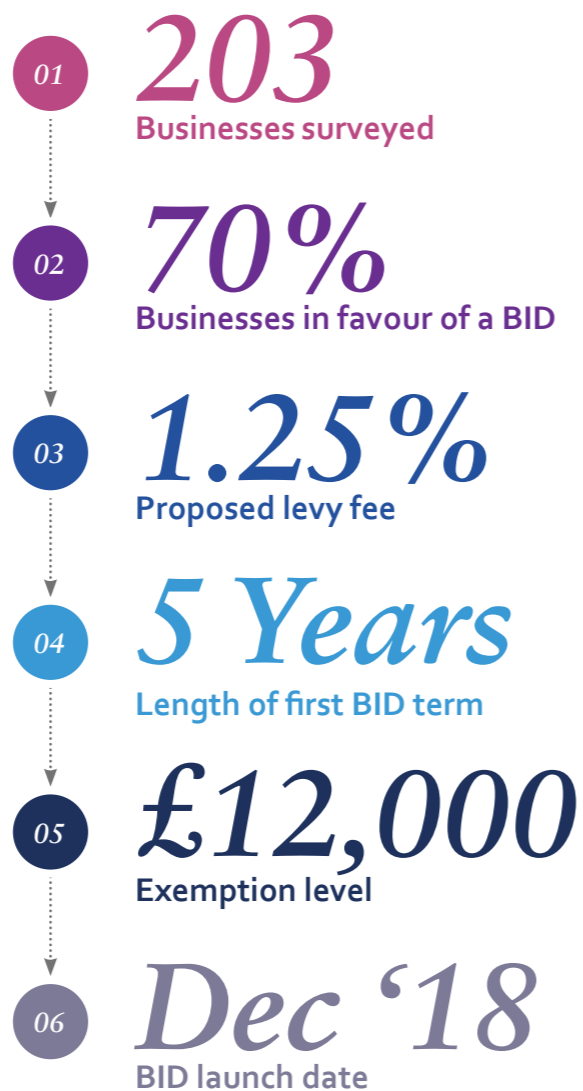 01
203
Businesses surveyed
02
70%
Businesses in favour of a BID
03
1.25%
Proposed levy fee
04
5 Years
Length of first BID term
05
£12,000
Exemption level
06
Dec ‘18
BID launch date